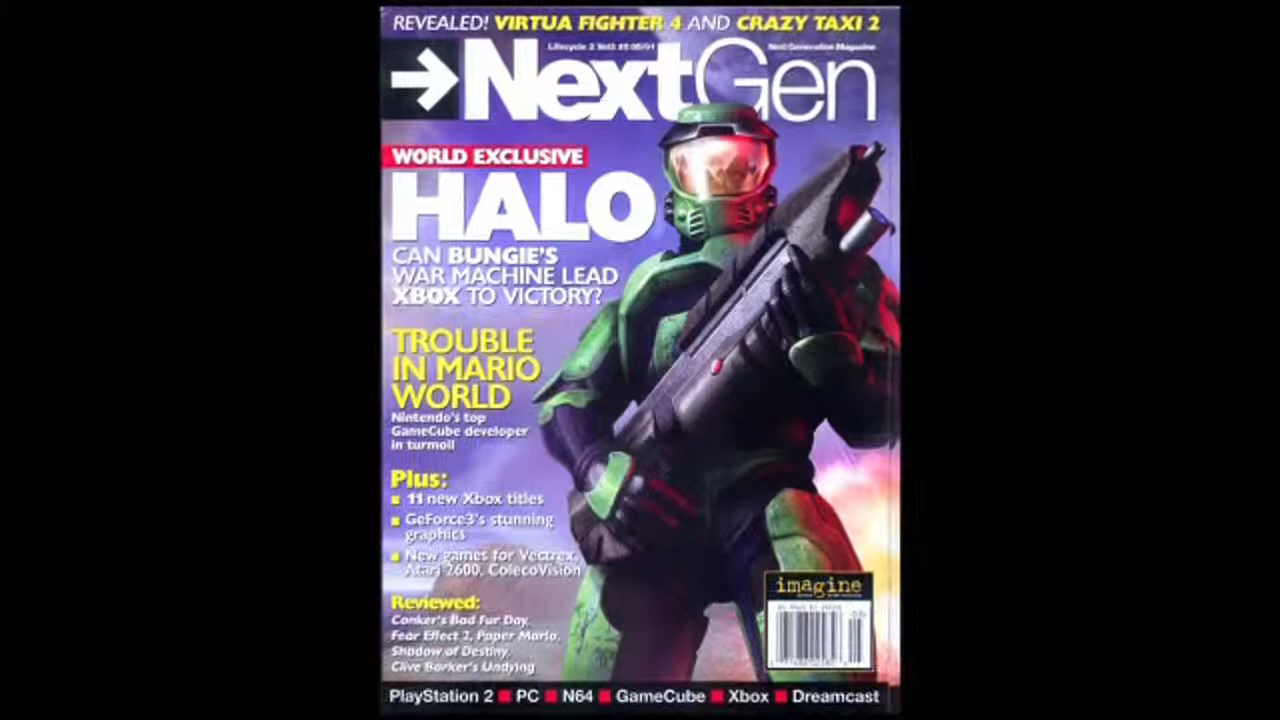 REVEALED! VIRTUA FIGHTER 4 AND CRAZY TAXI 2
Next Generation Magazine
NextGen
WORLD EXCLUSIVE
HALO
CAN BUNGIE'S
WAR MACHINE LEAD
XBOX TO VICTORY?
TROUBLE
IN MARIO
WORLD
Nintendo's top
GameCube developer
in turmoil
Plus:
11 new Xbox titles
GeForce3's stunning
graphics
New games for Vectrex,
Atari 2600, ColecoVision
Reviewed:
Conker's Bad Fur Day,
Fear Effect 2, Paper Mario,
Shadow of Destiny,
Clive Barker's Undying
imagine
PlayStation 2 ■ PC ■ N64 ■ GameCube ■ Xbox ■ Dreamcast